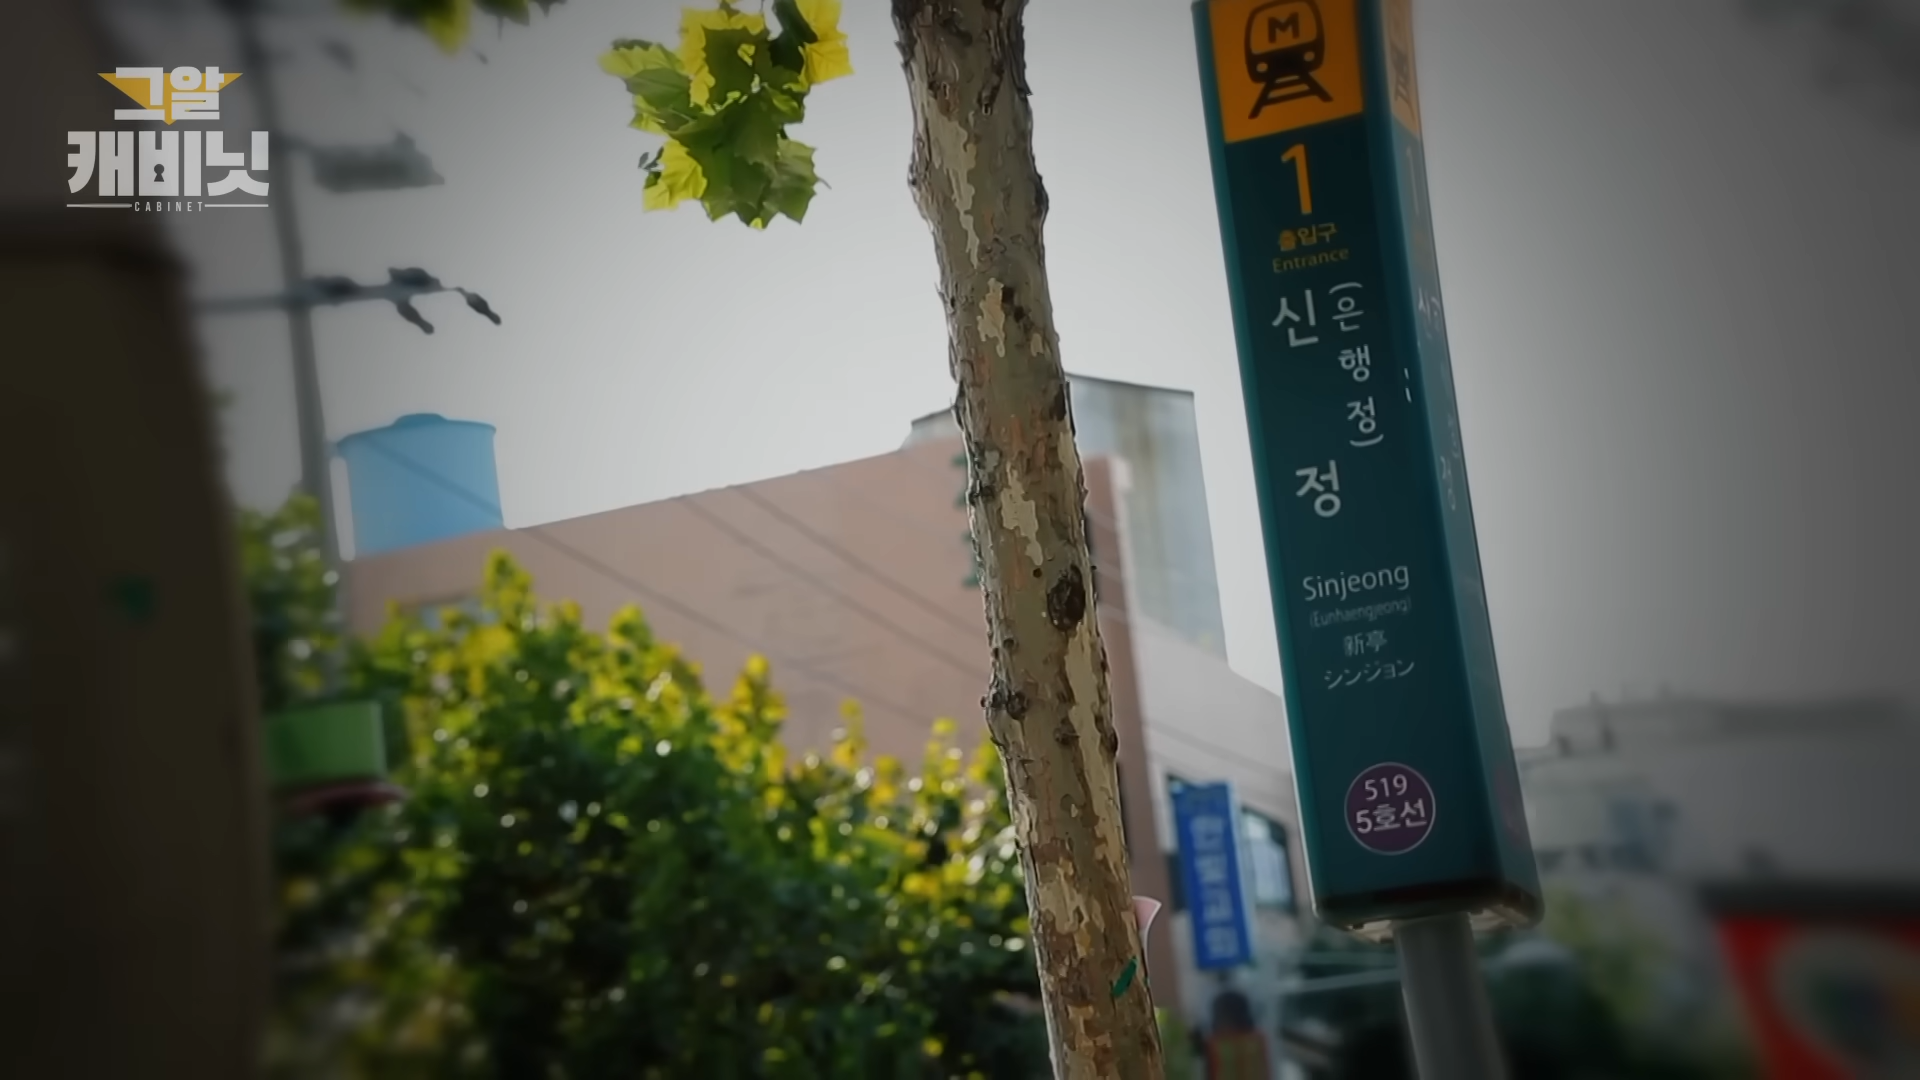 그알
캐비닛
CABINET
M
1
출입구
Entrance
신정
(은행정)
Sinjeong
(Eunhaengjeong)
新亭
シンジョン
519
5호선